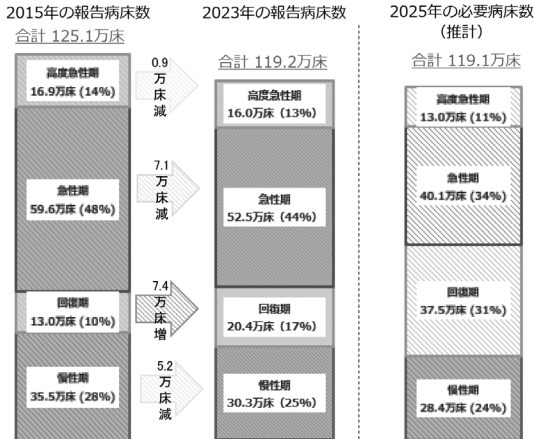 2015年の報告病床数
合計 125.1万床
高度急性期
16.9万床 (14%)
急性期
59.6万床 (48%)
回復期
13.0万床 (10%)
慢性期
35.5万床 (28%)
0.9
万
床
減
7.1
万
床
減
7.4
万
床
増
5.2
万
床
減
2023年の報告病床数
合計 119.2万床
高度急性期
16.0万床（13%）
急性期
52.5万床（44%）
回復期
20.4万床（17%）
慢性期
30.3万床（25%）
2025年の必要病床数
（推計）
合計 119.1万床
高度急性期
13.0万床（11%）
急性期
40.1万床（34%）
回復期
37.5万床（31%）
慢性期
28.4万床（24%）